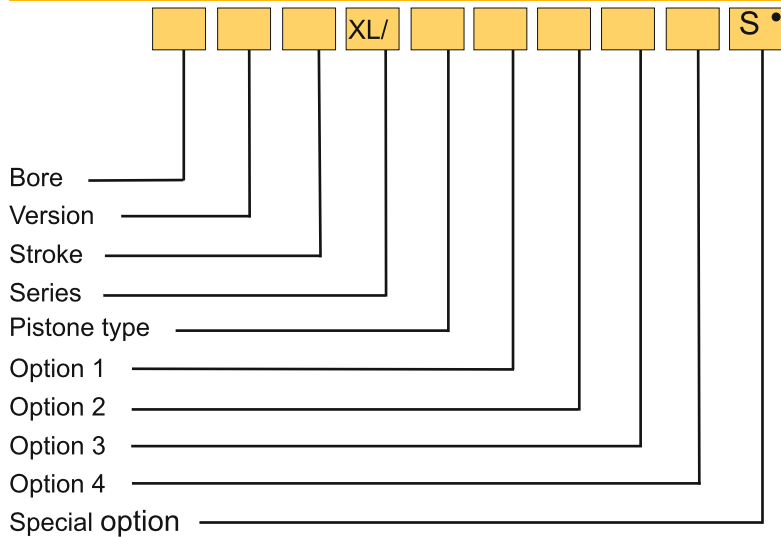 XL/ S •
Bore
Version
Stroke
Series
Pistone type
Option 1
Option 2
Option 3
Option 4
Special option